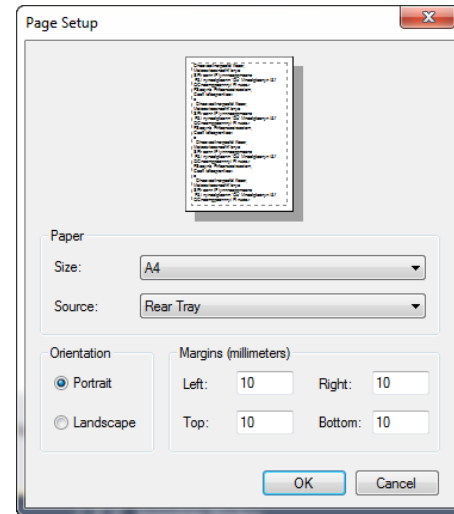 Page Setup
Paper
Size: A4
Source: Rear Tray
Orientation Margins (millimeters)
Portrait Left: 10 Right: 10
Landscape Top: 10 Bottom: 10
OK Cancel